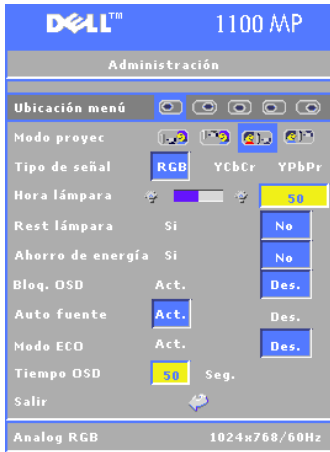 DELL™ 1100 MP
Administración
Ubicación menú
Modo proyec
Tipo de señal RGB YCbCr YPbPr
Hora lámpara 50
Rest lámpara Si No
Ahorro de energía Si No
Bloq. OSD Act. Des.
Auto fuente Act. Des.
Modo ECO Act. Des.
Tiempo OSD 50 Seg.
Salir
Analog RGB 1024x768/60Hz